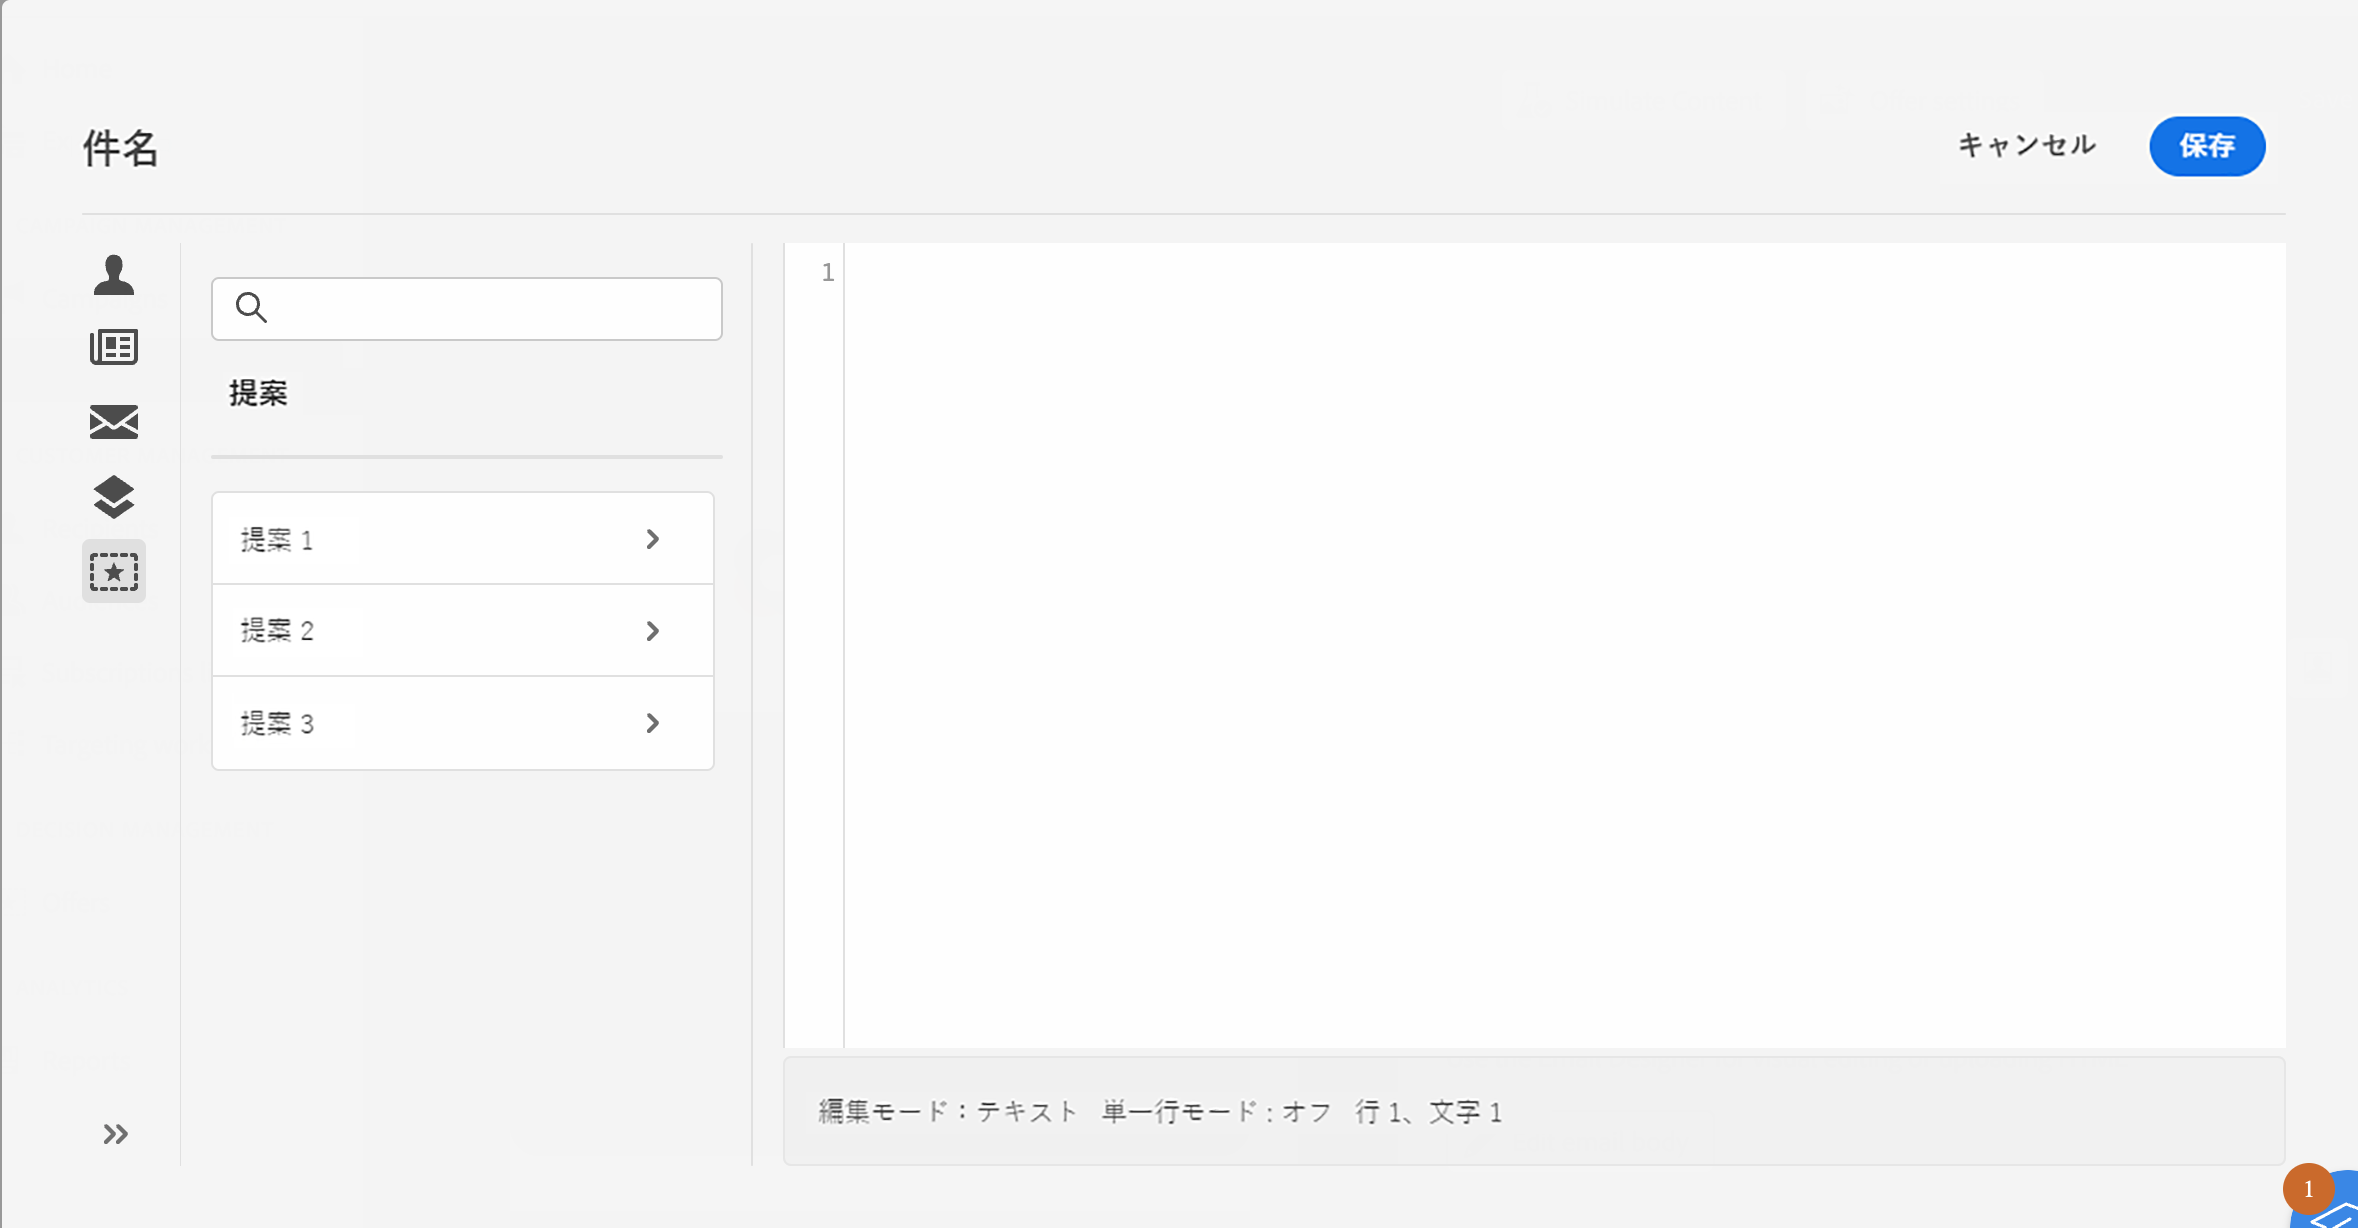 件名
キャンセル
保存
1
提案
提案 1
提案 2
提案 3
編集モード：テキスト 単一行モード : オフ 行 1、文字 1
1